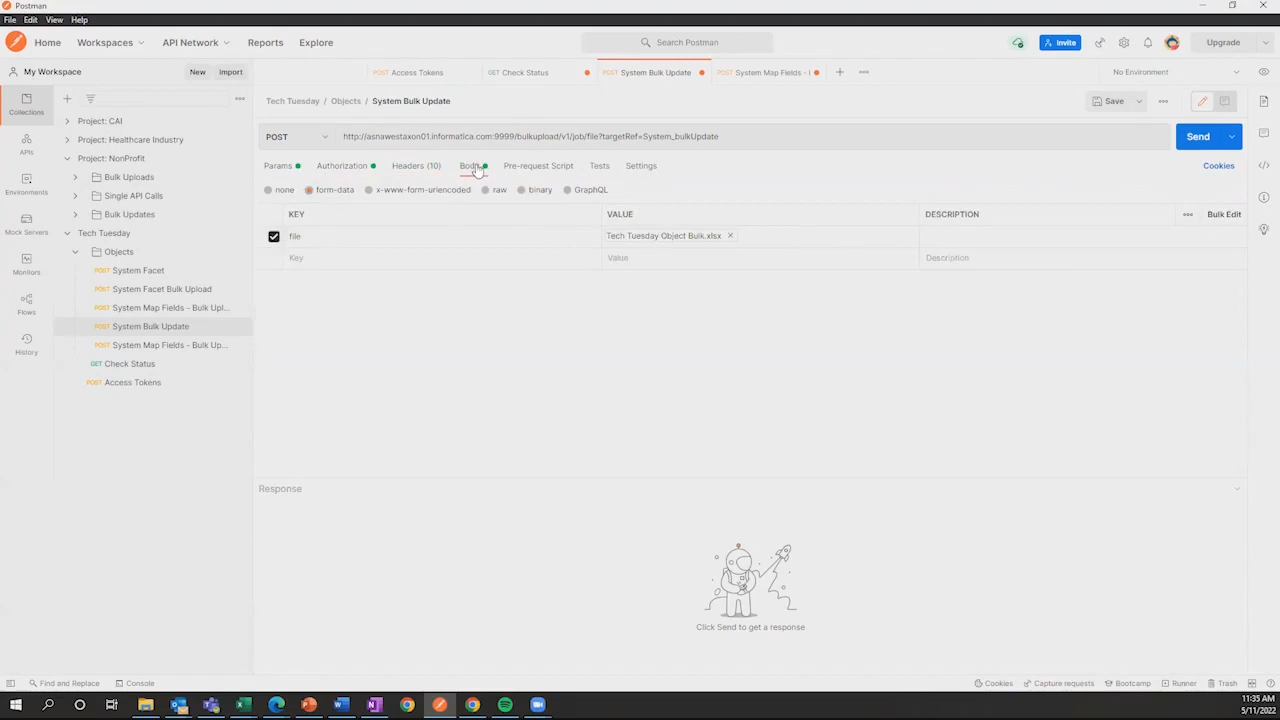 Postman
File Edit View Help
Home Workspaces API Network Reports Explore Search Postman Invite Upgrade
My Workspace New Import
POST Access Tokens GET Check Status POST System Bulk Update POST System Map Fields - No Environment
Collections
APIs
Environments
Mock Servers
Monitors
Flows
History
Project: CAI
Project: Healthcare Industry
Project: NonProfit
Bulk Uploads
Single API Calls
Bulk Updates
Tech Tuesday
Objects
POST System Facet
POST System Facet Bulk Upload
POST System Map Fields - Bulk Upl...
POST System Bulk Update
POST System Map Fields - Bulk Up...
GET Check Status
POST Access Tokens
Tech Tuesday / Objects / System Bulk Update Save
POST http://asnawestaxon01.informatica.com:9999/bulkupload/v1/job/file?targetRef=System_bulkUpdate Send
Params Authorization Headers (10) Body Pre-request Script Tests Settings Cookies
none form-data x-www-form-urlencoded raw binary GraphQL
KEY VALUE DESCRIPTION Bulk Edit
file Tech Tuesday Object Bulk.xlsx
Key Value Description
Response
Click Send to get a response
Find and Replace Console Cookies Capture requests Bootcamp Runner Trash
11:35 AM
5/11/2022